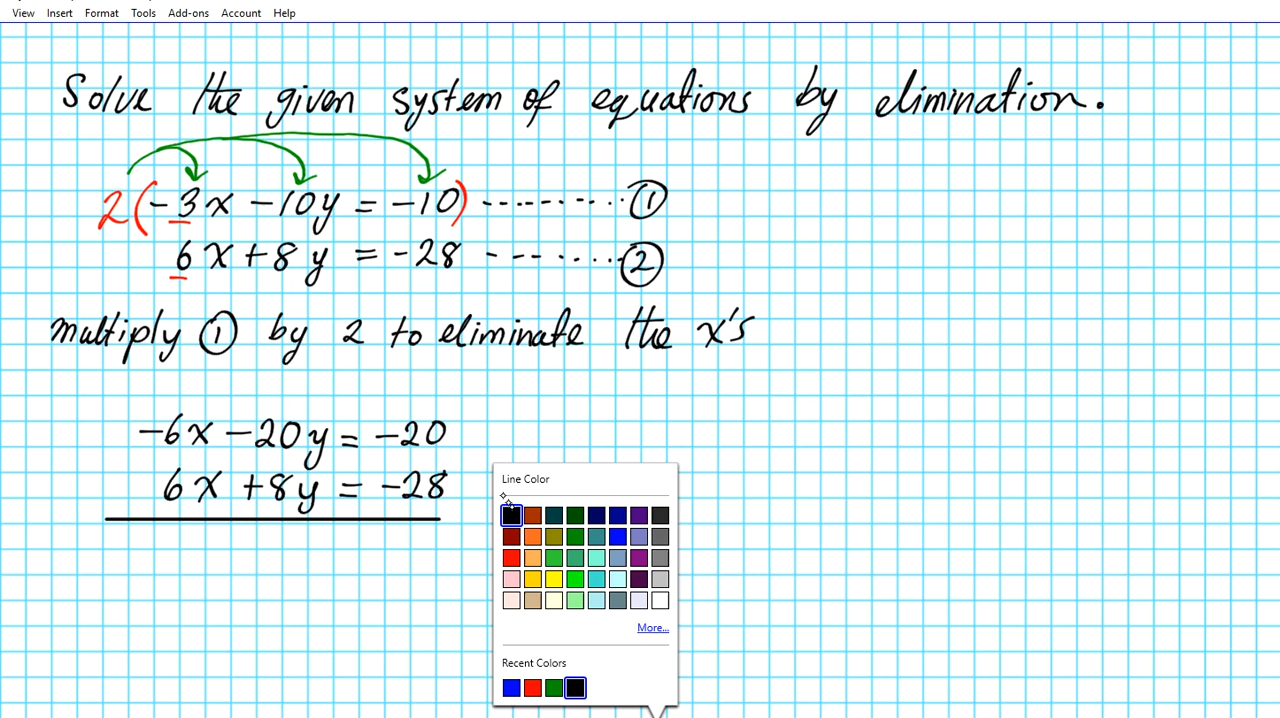 View Insert Format Tools Add-ons Account Help
Solve the given system of equations by elimination.
2(-3x -10y = -10) ---------- ①
6x +8y = -28 ---------- ②
multiply ① by 2 to eliminate the x's
-6x -20y = -20
6x +8y = -28
Line Color
More...
Recent Colors